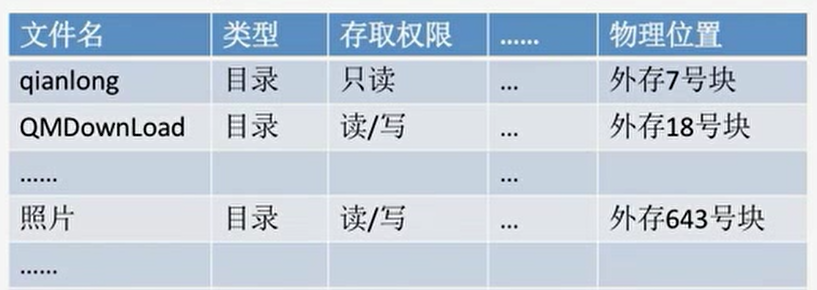 文件名 类型 存取权限 …… 物理位置
qianlong 目录 只读 ... 外存7号块
QMDownLoad 目录 读/写 ... 外存18号块
…… ...
照片 目录 读/写 ... 外存643号块
……